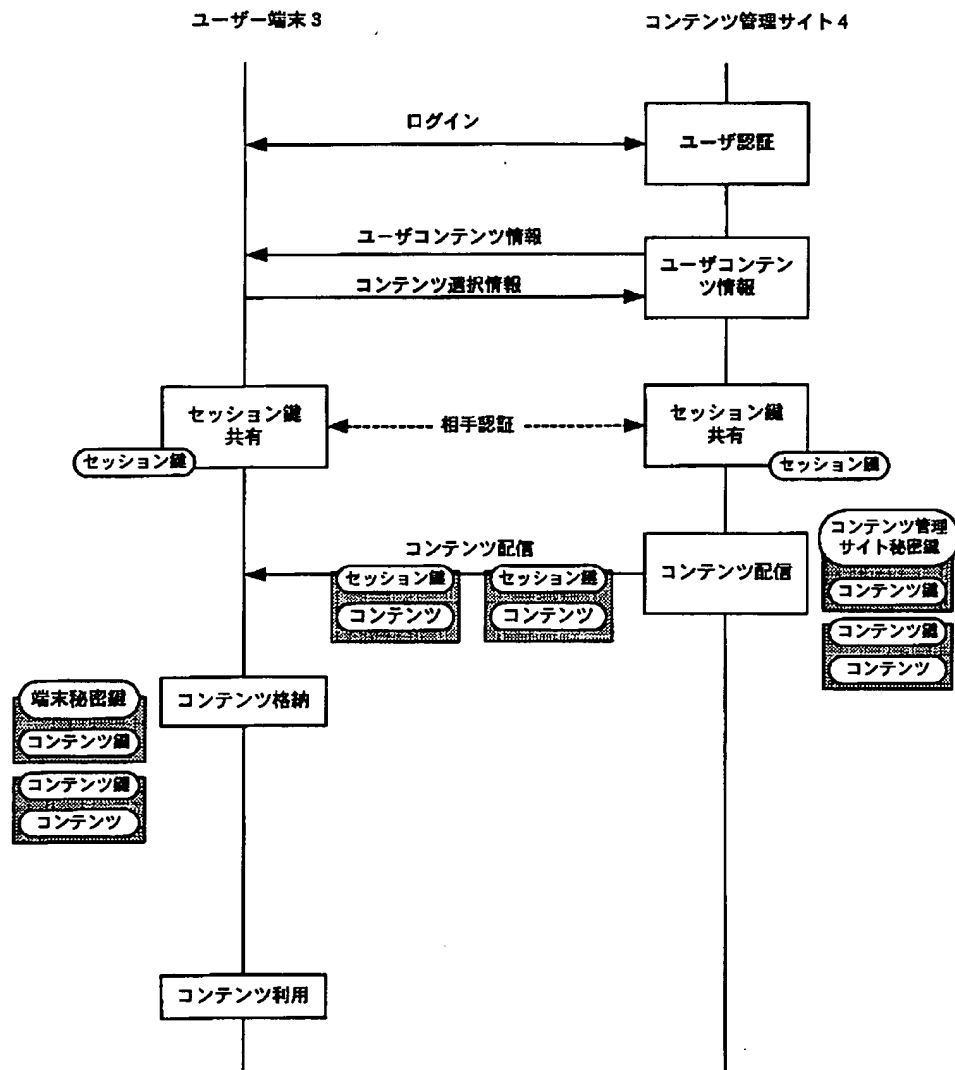 ユーザー端末3
コンテンツ管理サイト4
ログイン
ユーザ認証
ユーザコンテンツ情報
ユーザコンテン
ツ情報
コンテンツ選択情報
セッション鍵
共有
相手認証
セッション鍵
共有
セッション鍵
セッション鍵
コンテンツ配信
コンテンツ配信
コンテンツ管理
サイト秘密鍵
コンテンツ鍵
コンテンツ鍵
コンテンツ
セッション鍵
コンテンツ
セッション鍵
コンテンツ
端末秘密鍵
コンテンツ鍵
コンテンツ鍵
コンテンツ
コンテンツ格納
コンテンツ利用